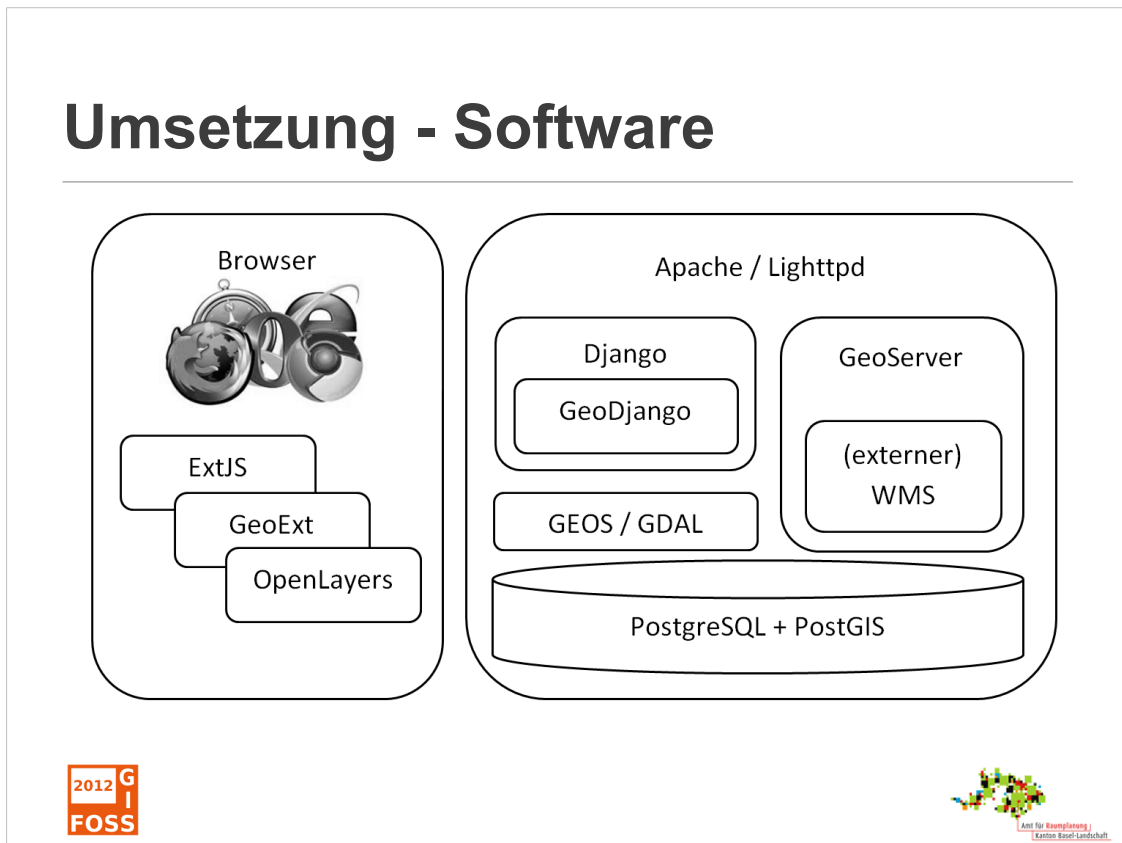 Umsetzung - Software
Browser
ExtJS
GeoExt
OpenLayers
Apache / Lighttpd
Django
GeoDjango
GEOS / GDAL
GeoServer
(externer)
WMS
PostgreSQL + PostGIS
2012
G
I
FOSS
Amt für Raumplanung
Kanton Basel-Landschaft